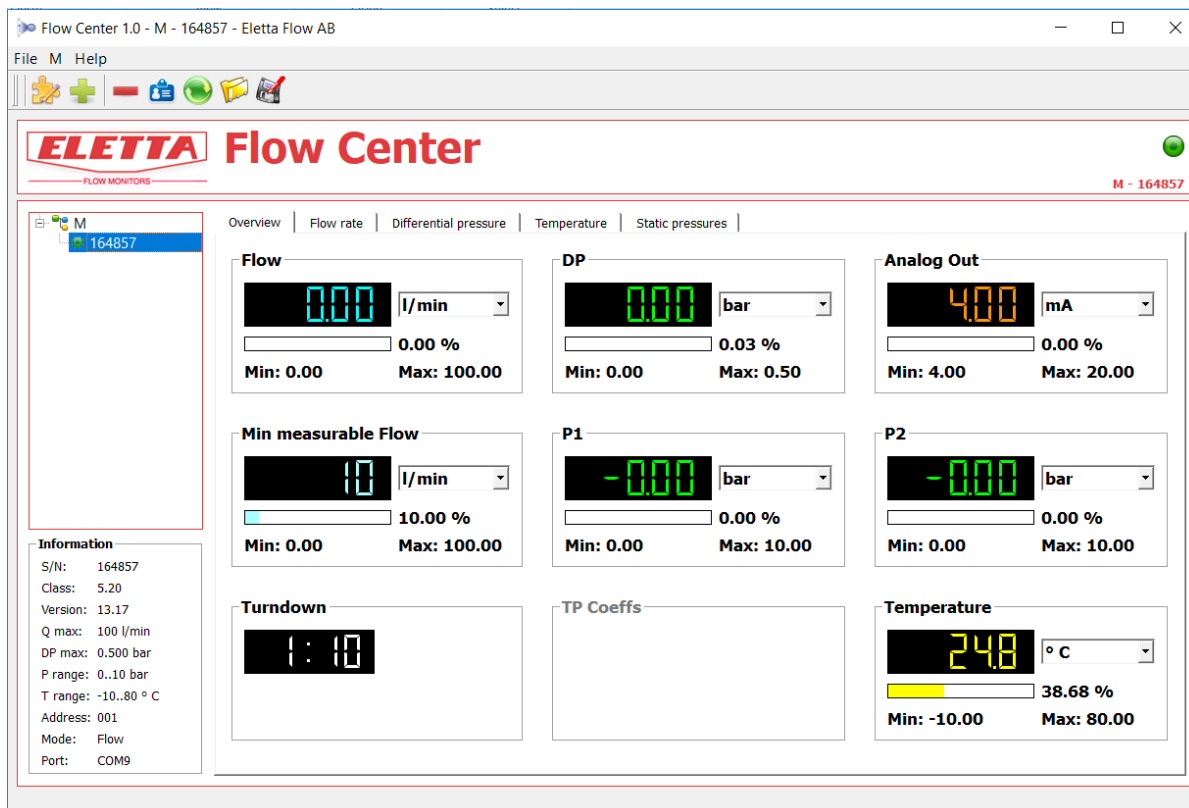 Flow Center 1.0 - M - 164857 - Eletta Flow AB
File M Help
ELETTA
FLOW MONITORS
Flow Center
M - 164857
M
164857
Overview Flow rate Differential pressure Temperature Static pressures
Flow
0.00 l/min
0.00 %
Min: 0.00 Max: 100.00
DP
0.00 bar
0.03 %
Min: 0.00 Max: 0.50
Analog Out
4.00 mA
0.00 %
Min: 4.00 Max: 20.00
Min measurable Flow
10 l/min
10.00 %
Min: 0.00 Max: 100.00
P1
-0.00 bar
0.00 %
Min: 0.00 Max: 10.00
P2
-0.00 bar
0.00 %
Min: 0.00 Max: 10.00
Turndown
1:10
TP Coeffs
Temperature
24.8 ° C
38.68 %
Min: -10.00 Max: 80.00
Information
S/N: 164857
Class: 5.20
Version: 13.17
Q max: 100 l/min
DP max: 0.500 bar
P range: 0..10 bar
T range: -10..80 ° C
Address: 001
Mode: Flow
Port: COM9